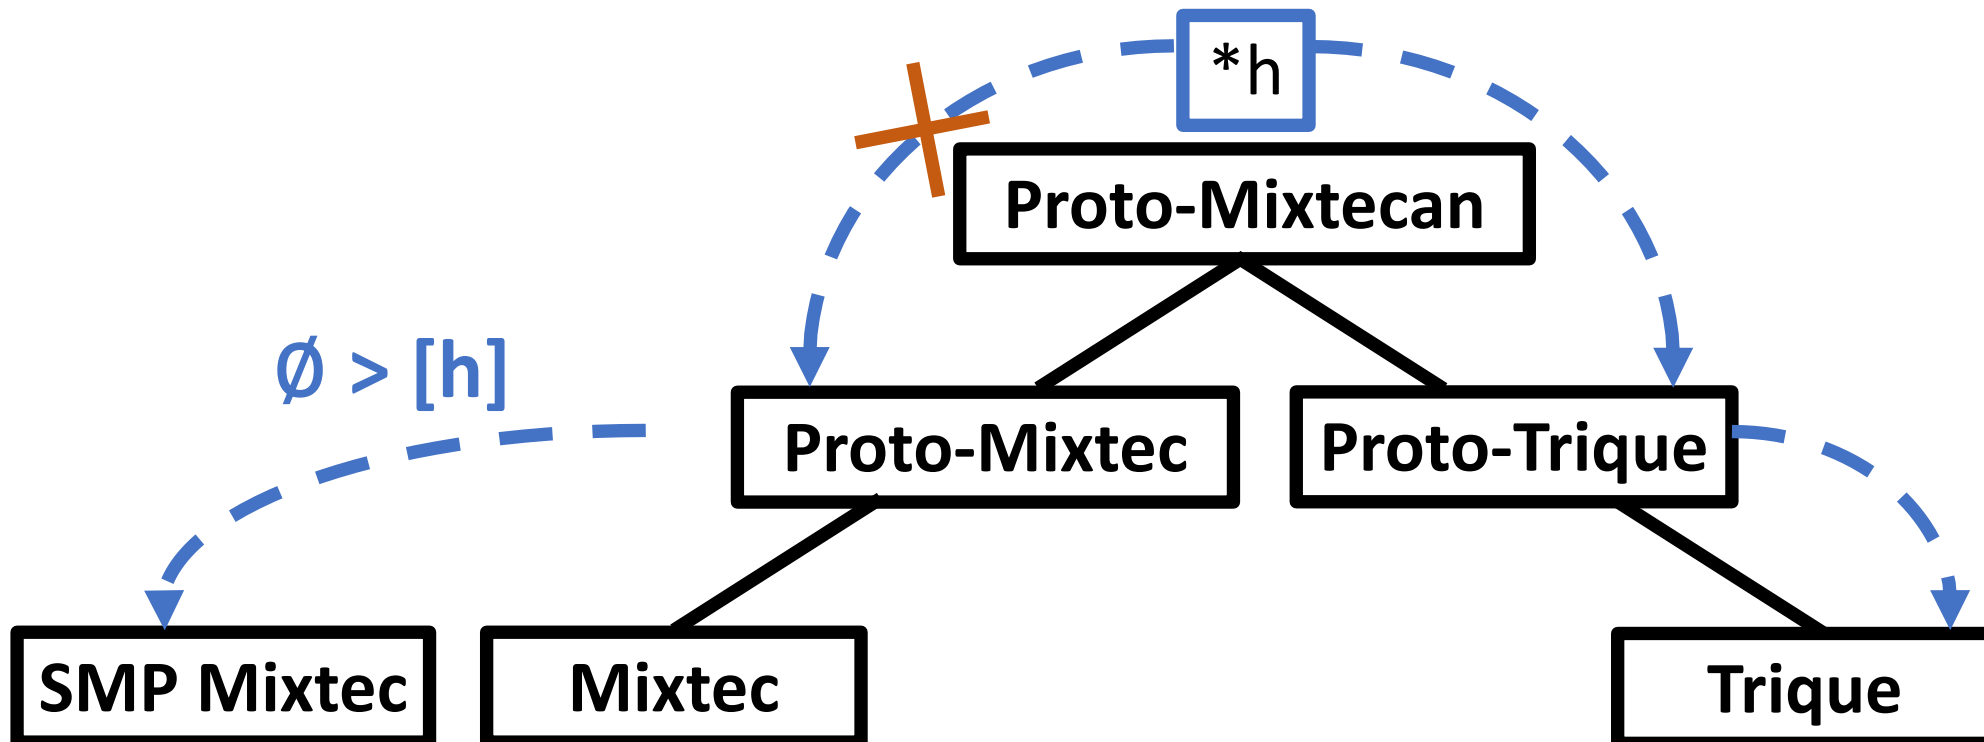 *h
Proto-Mixtecan
Ø > [h]
Proto-Mixtec
Proto-Trique
SMP Mixtec
Mixtec
Trique